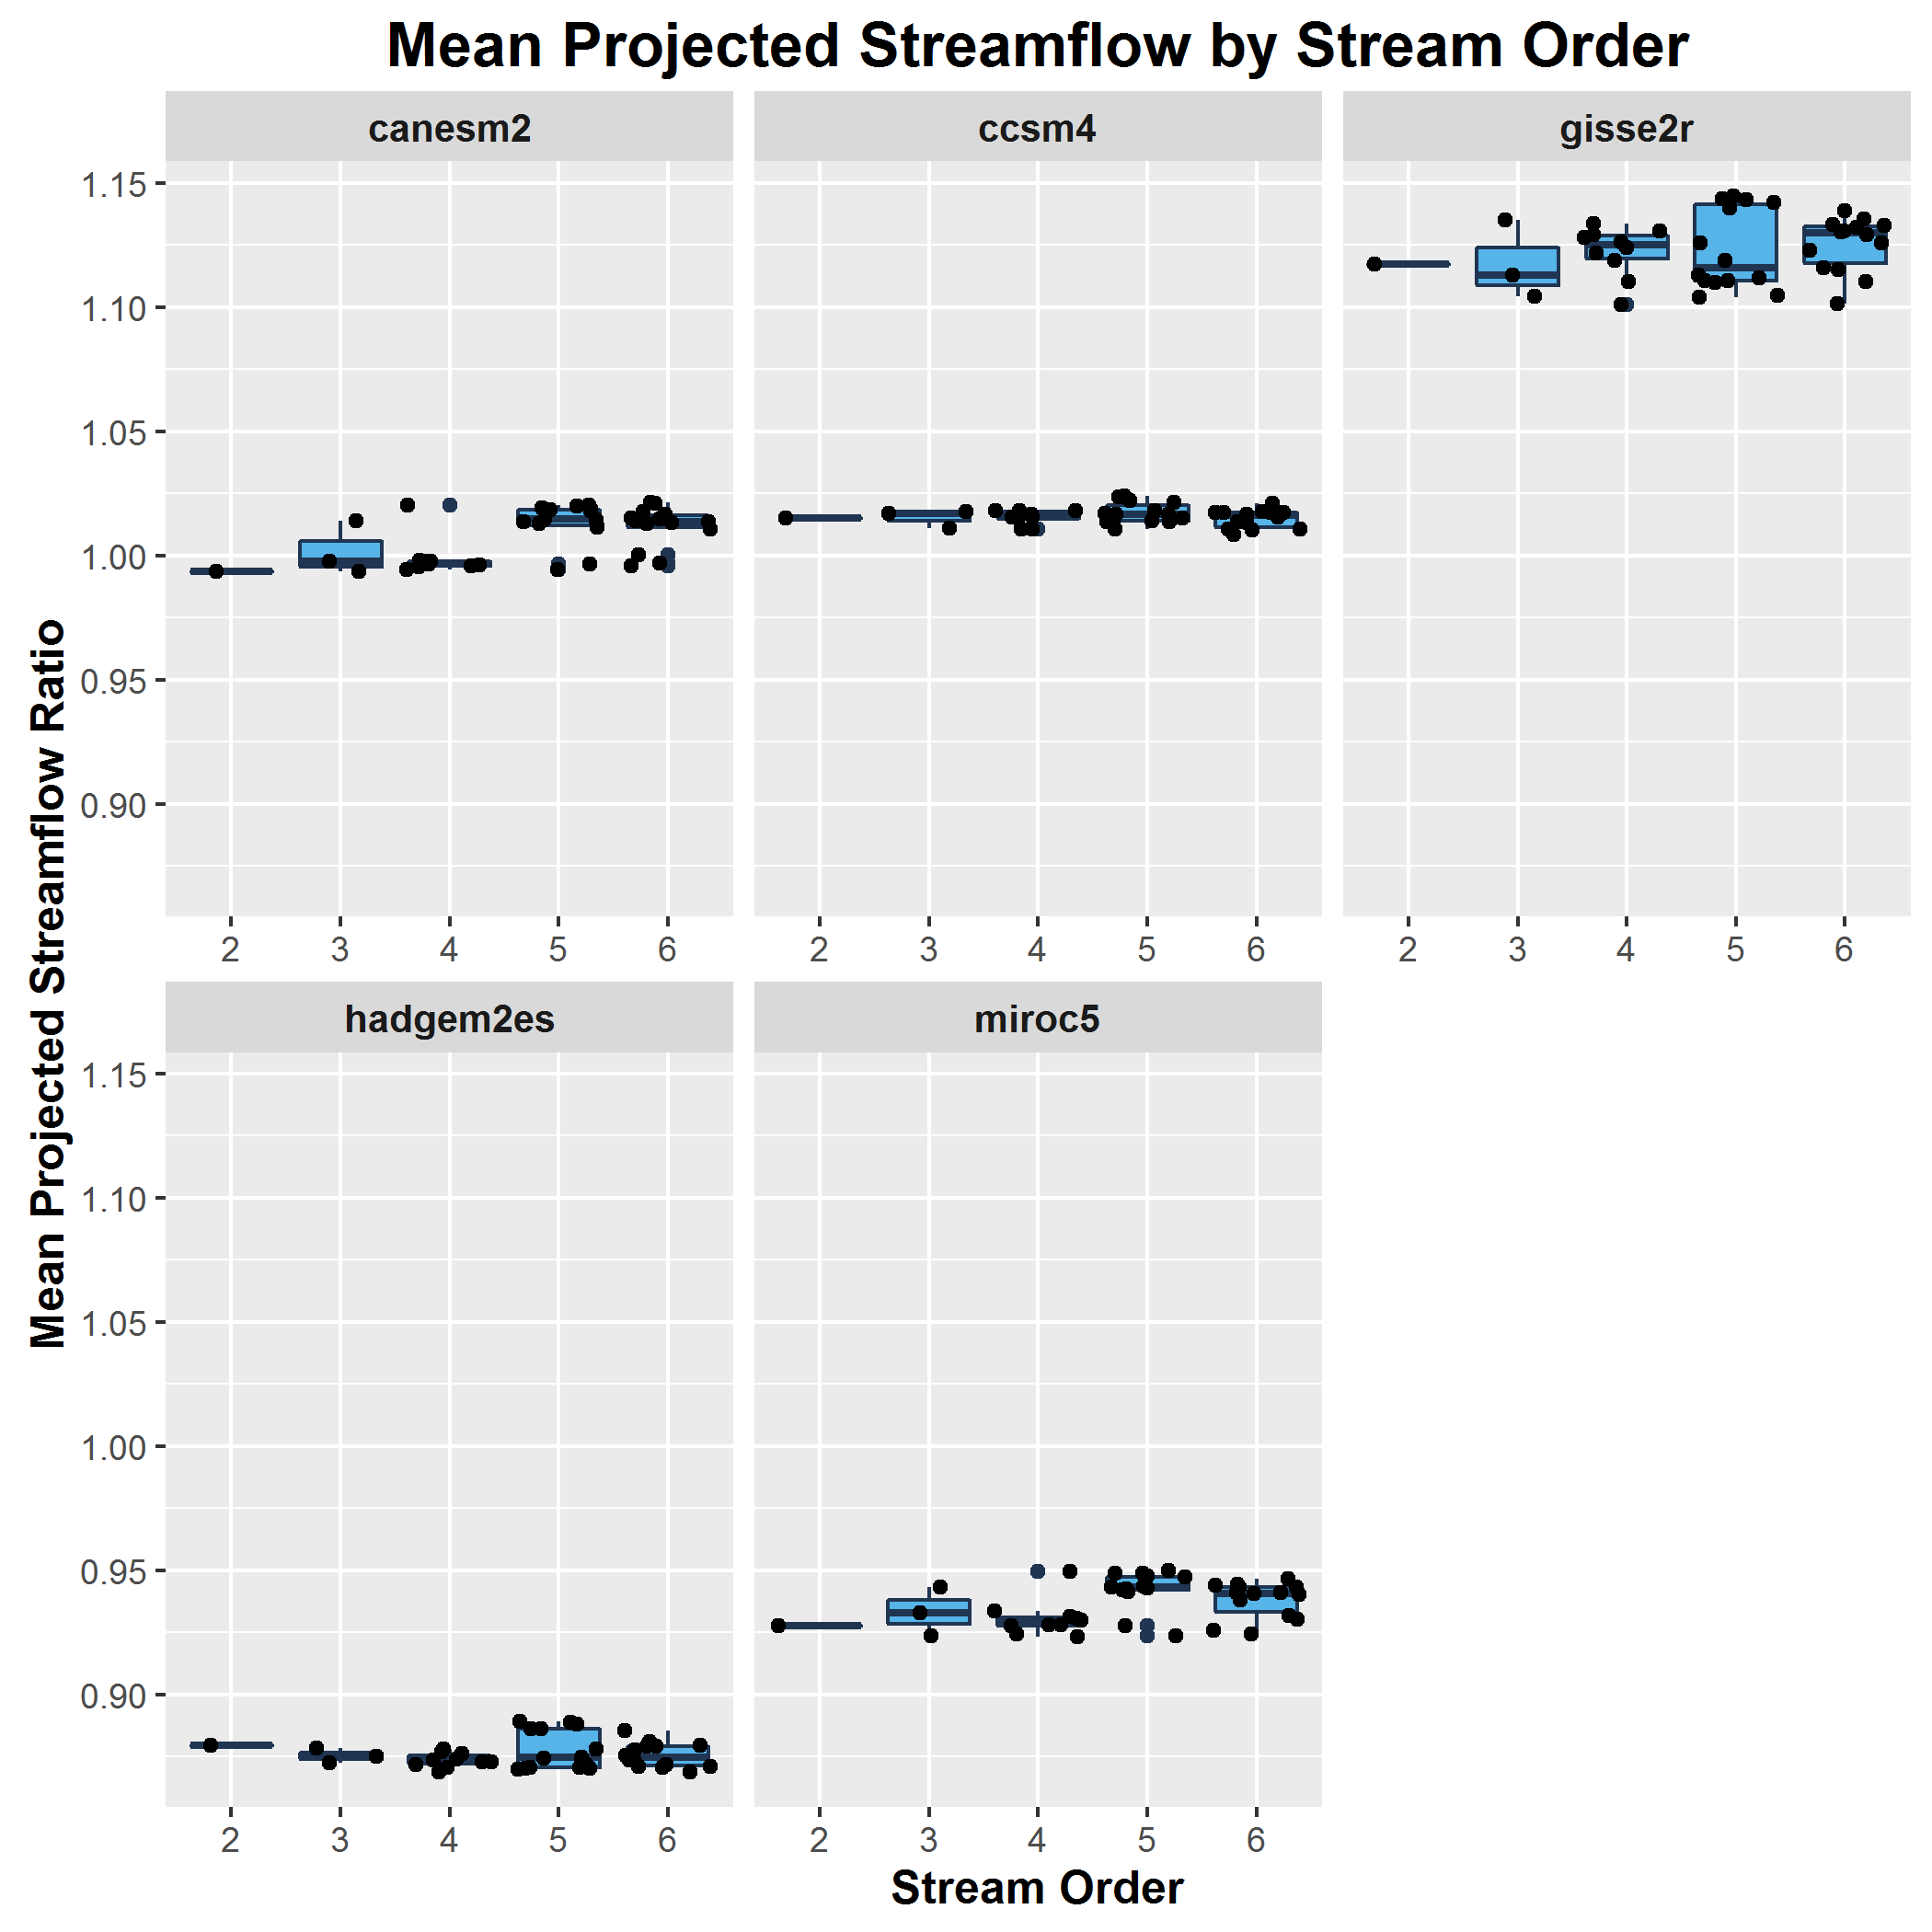 Mean Projected Streamflow by Stream Order
canesm2
ccsm4
gisse2r
1.15
1.10
1.05
1.00
0.95
0.90
2 3 4 5 6
2 3 4 5 6
2 3 4 5 6
Mean Projected Streamflow Ratio
hadgem2es
miroc5
1.15
1.10
1.05
1.00
0.95
0.90
2 3 4 5 6
2 3 4 5 6
Stream Order